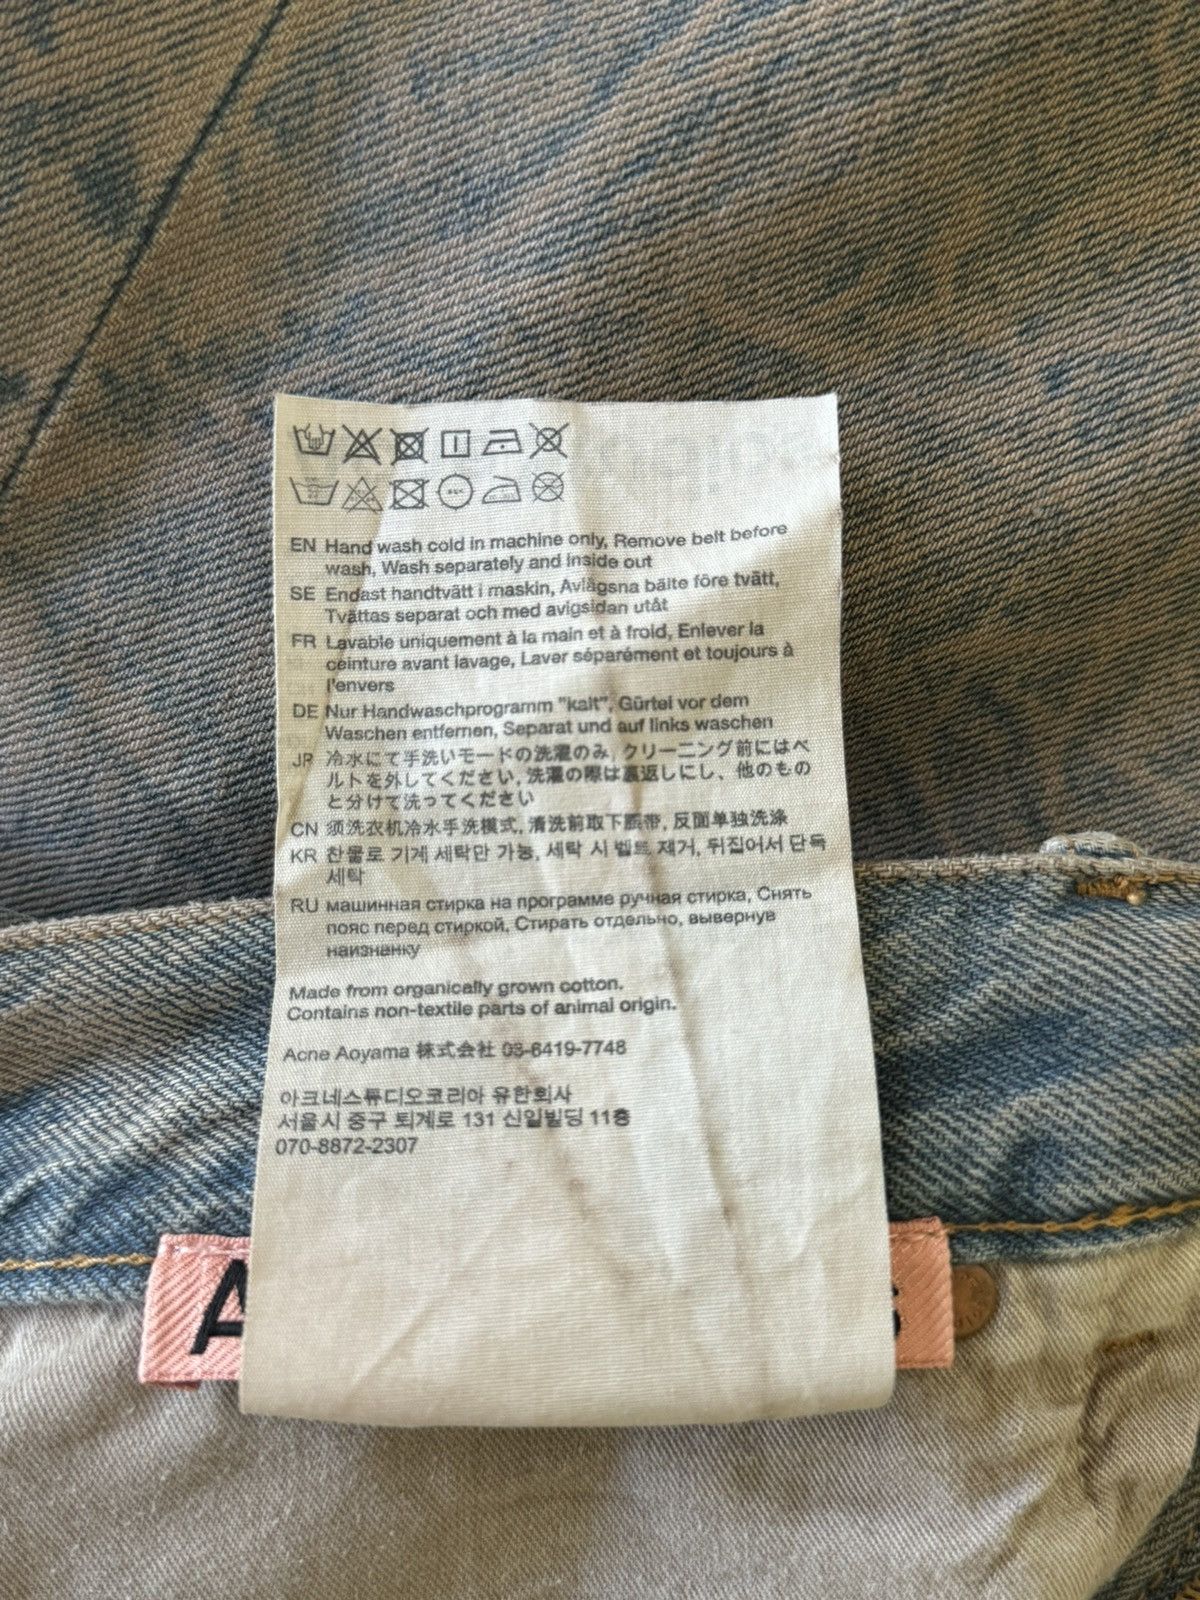 EN Hand wash cold in machine only, Remove belt before
wash, Wash separately and inside out
SE Endast handtvätt i maskin, Avlägsna bälte före tvätt,
Tvättas separat och med avigsidan utåt
FR Lavable uniquement à la main et à froid, Enlever la
ceinture avant lavage, Laver séparément et toujours à
l'envers
DE Nur Handwaschprogramm "kalt", Gürtel vor dem
Waschen entfernen, Separat und auf links waschen
JP 冷水にて手洗いモードの洗濯のみ, クリーニング前にはベ
ルトを外してください, 洗濯の際は裏返しにし、他のもの
と分けて洗ってください
CN 须洗衣机冷水手洗模式, 清洗前取下腰带, 反面单独洗涤
KR 찬물로 기계 세탁만 가능, 세탁 시 벨트 제거, 뒤집어서 단독
세탁
RU машинная стирка на программе ручная стирка, Снять
пояс перед стиркой, Стирать отдельно, вывернув
наизнанку
Made from organically grown cotton.
Contains non-textile parts of animal origin.
Acne Aoyama 株式会社 03-6419-7748
아크네스튜디오코리아 유한회사
서울시 중구 퇴계로 131 신일빌딩 11층
070-8872-2307
A
S